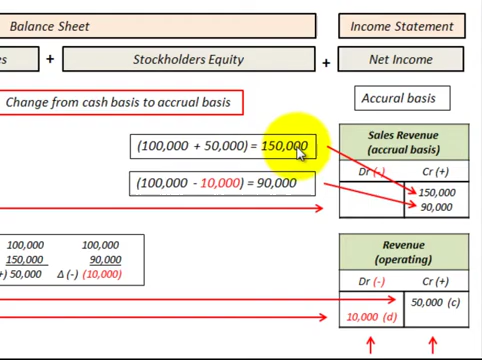 Balance Sheet
Income Statement
es + Stockholders Equity + Net Income
Change from cash basis to accrual basis
Accural basis
(100,000 + 50,000) = 150,000
Sales Revenue
(accrual basis)
Dr (-) Cr (+)
(100,000 - 10,000) = 90,000
150,000
90,000
100,000 100,000
150,000 90,000
+) 50,000 Δ (-) (10,000)
Revenue
(operating)
Dr (-) Cr (+)
50,000 (c)
10,000 (d)